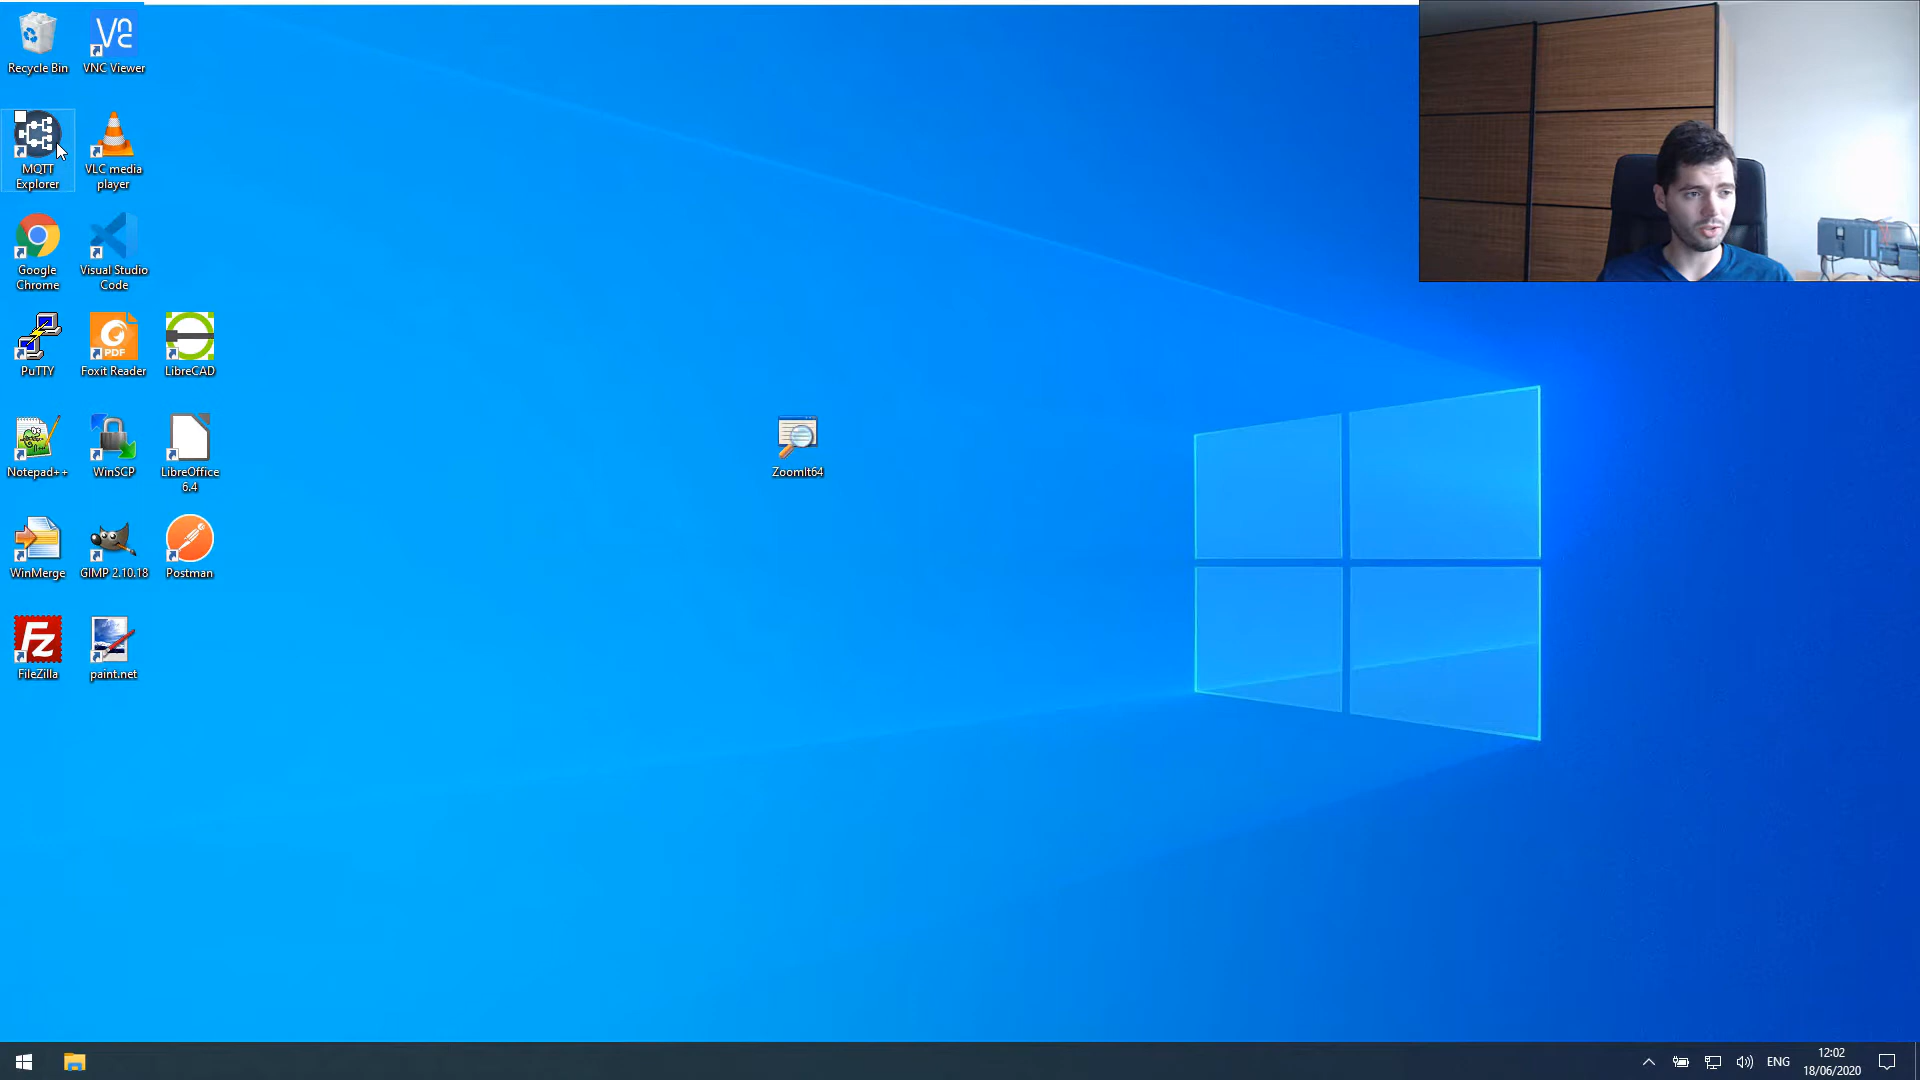 Recycle Bin
VNC Viewer
MQTT
Explorer
VLC media
player
Google
Chrome
Visual Studio
Code
PuTTY
PDF
Foxit Reader
LibreCAD
Notepad++
WinSCP
LibreOffice
6.4
ZoomIt64
WinMerge
GIMP 2.10.18
Postman
Fz
FileZilla
paint.net
ENG
12:02
18/06/2020